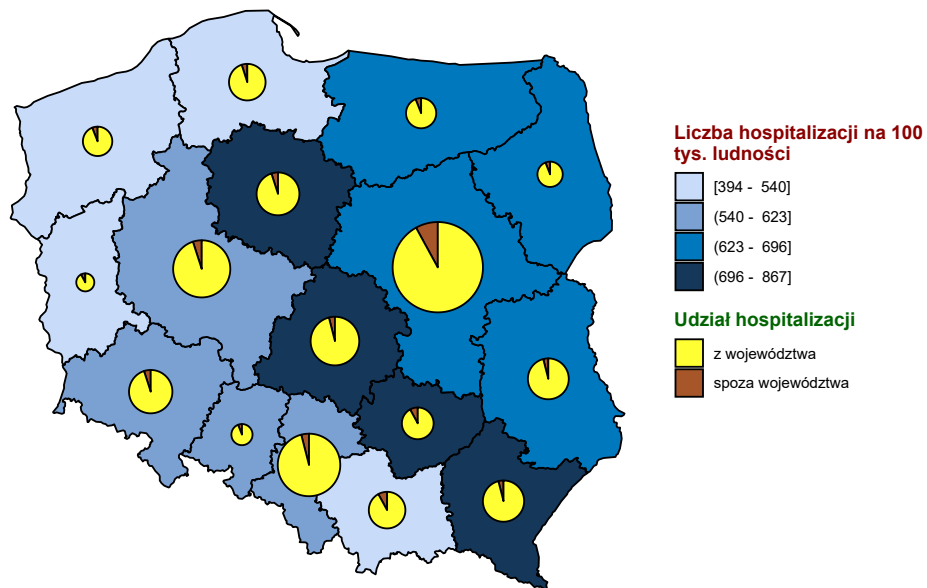 Liczba hospitalizacji na 100
tys. ludności
[394 - 540]
(540 - 623]
(623 - 696]
(696 - 867]
Udział hospitalizacji
z województwa
spoza województwa